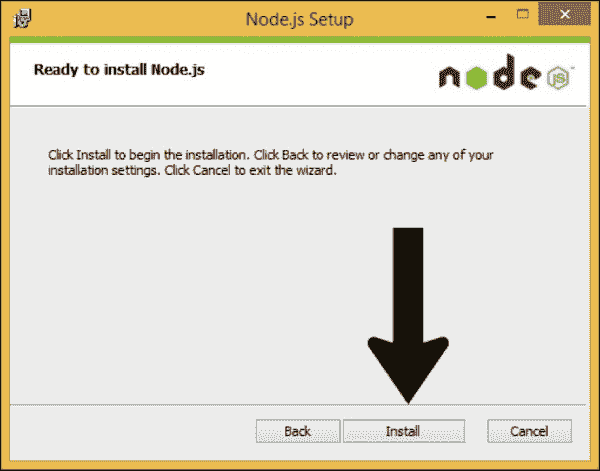 Node.js Setup
Ready to install Node.js
node JS
Click Install to begin the installation. Click Back to review or change any of your
installation settings. Click Cancel to exit the wizard.
Back Install Cancel